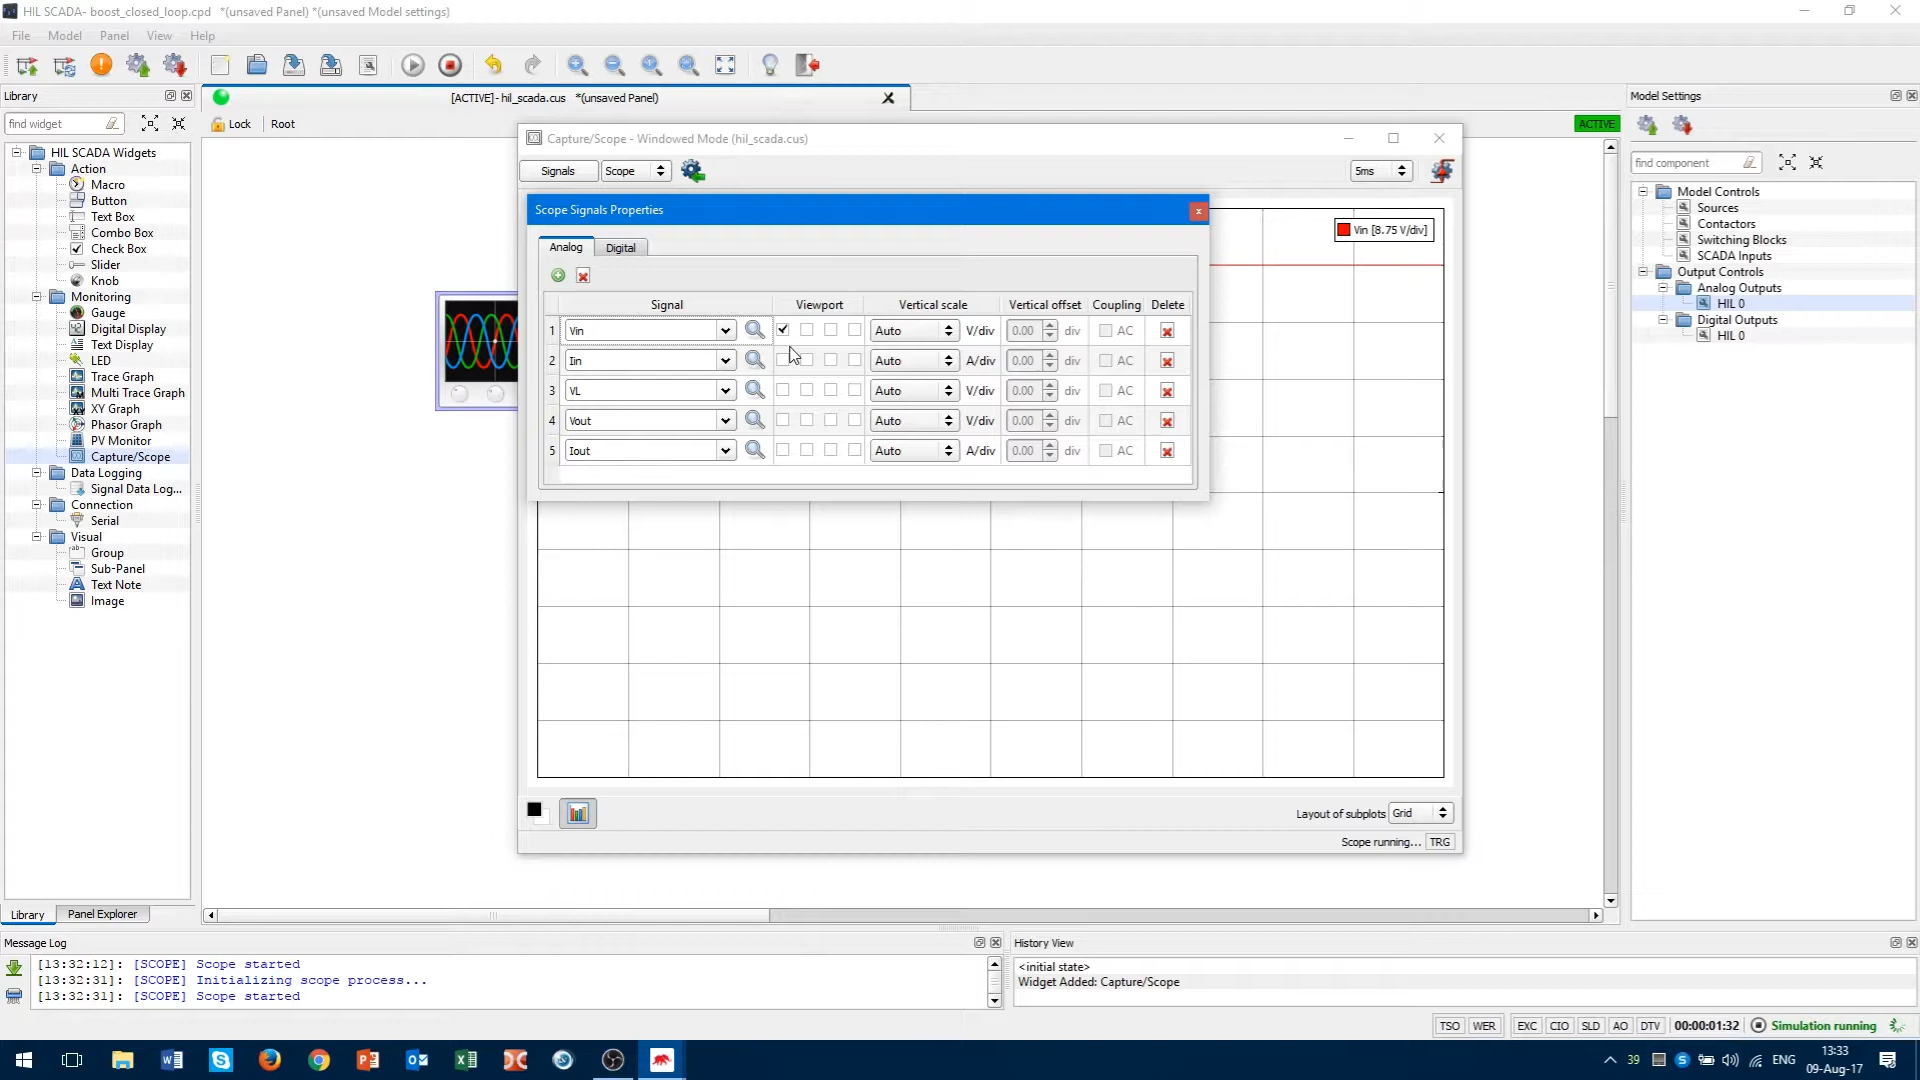 HIL SCADA- boost_closed_loop.cpd *(unsaved Panel) *(unsaved Model settings)
File Model Panel View Help
Library
[ACTIVE]- hil_scada.cus *(unsaved Panel)
Model Settings
find widget
Lock Root
ACTIVE
HIL SCADA Widgets
Action
Macro
Button
Text Box
Combo Box
Check Box
Slider
Knob
Monitoring
Gauge
Digital Display
Text Display
LED
Trace Graph
Multi Trace Graph
XY Graph
Phasor Graph
PV Monitor
Capture/Scope
Data Logging
Signal Data Log...
Connection
Serial
Visual
Group
Sub-Panel
Text Note
Image
Library Panel Explorer
Capture/Scope - Windowed Mode (hil_scada.cus)
Signals Scope 5ms
Scope Signals Properties
Vin [8.75 V/div]
Analog Digital
Signal Viewport Vertical scale Vertical offset Coupling Delete
1 Vin Auto V/div 0.00 div AC
2 Iin Auto A/div 0.00 div AC
3 VL Auto V/div 0.00 div AC
4 Vout Auto V/div 0.00 div AC
5 Iout Auto A/div 0.00 div AC
Layout of subplots Grid
Scope running... TRG
find component
Model Controls
Sources
Contactors
Switching Blocks
SCADA Inputs
Output Controls
Analog Outputs
HIL 0
Digital Outputs
HIL 0
Message Log
[13:32:12]: [SCOPE] Scope started
[13:32:31]: [SCOPE] Initializing scope process...
[13:32:31]: [SCOPE] Scope started
History View
<initial state>
Widget Added: Capture/Scope
TSO WER EXC CIO SLD AO DTV 00:00:01:32 Simulation running
39 ENG 13:33
09-Aug-17